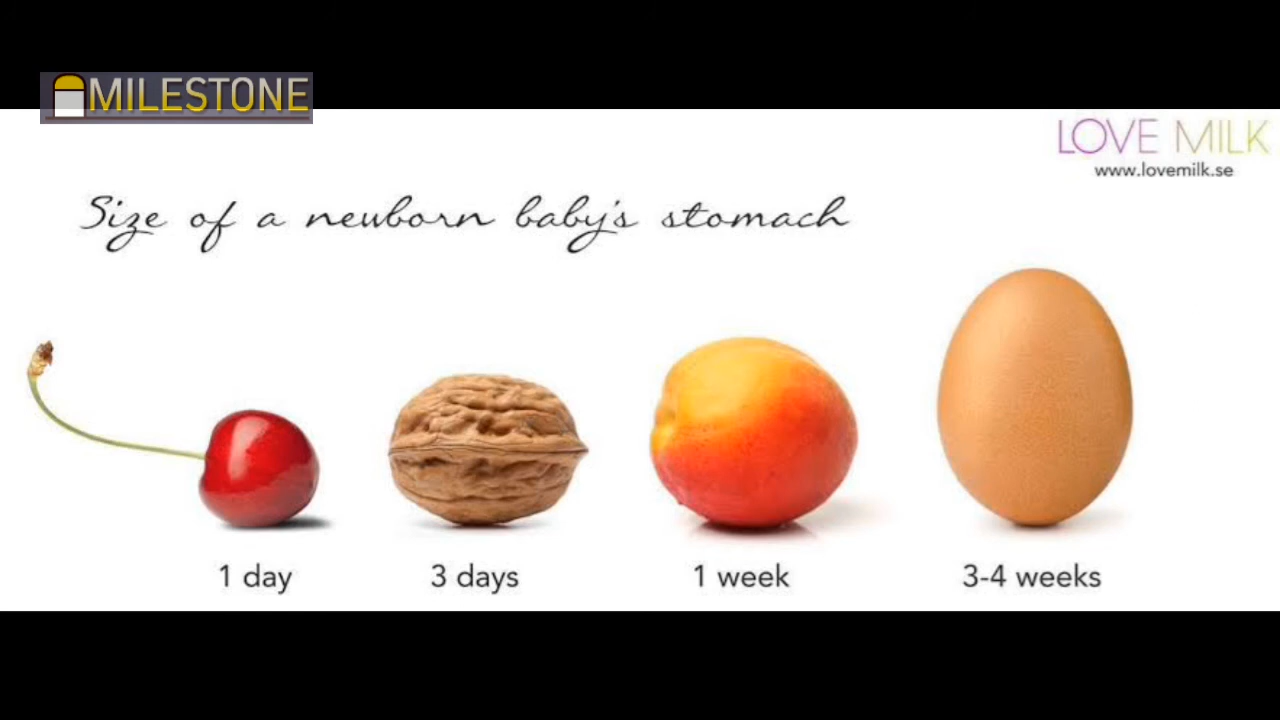 MILESTONE
LOVE MILK
www.lovemilk.se
Size of a newborn baby's stomach
1 day
3 days
1 week
3-4 weeks